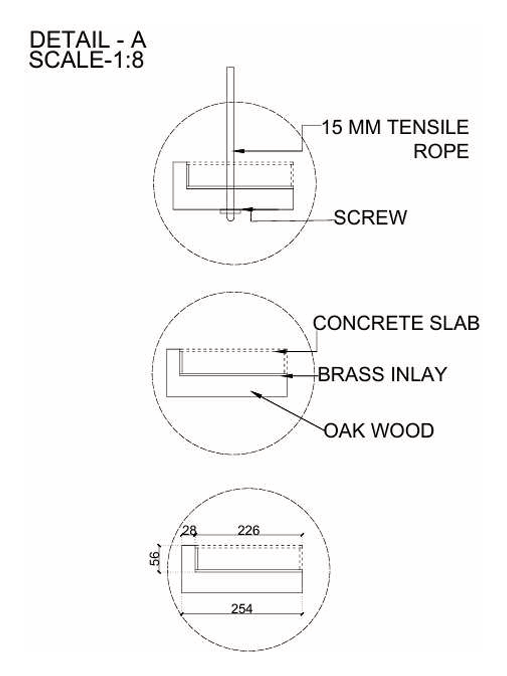 DETAIL - A
SCALE-1:8
15 MM TENSILE
ROPE
SCREW
CONCRETE SLAB
BRASS INLAY
OAK WOOD
28
226
56
254